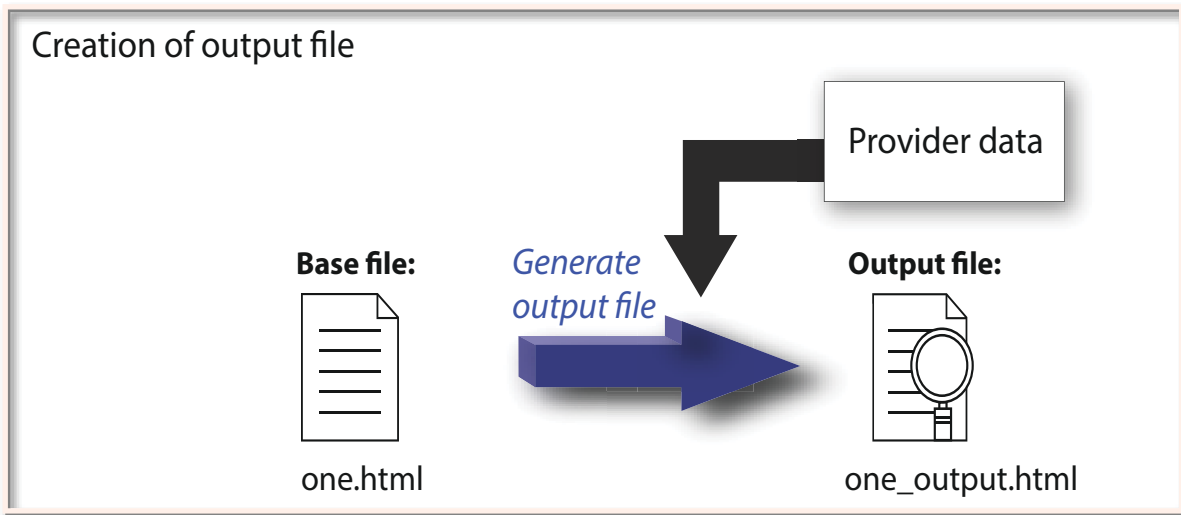 Creation of output file
Provider data
Base file:
Generate
output file
Output file:
one.html
one_output.html